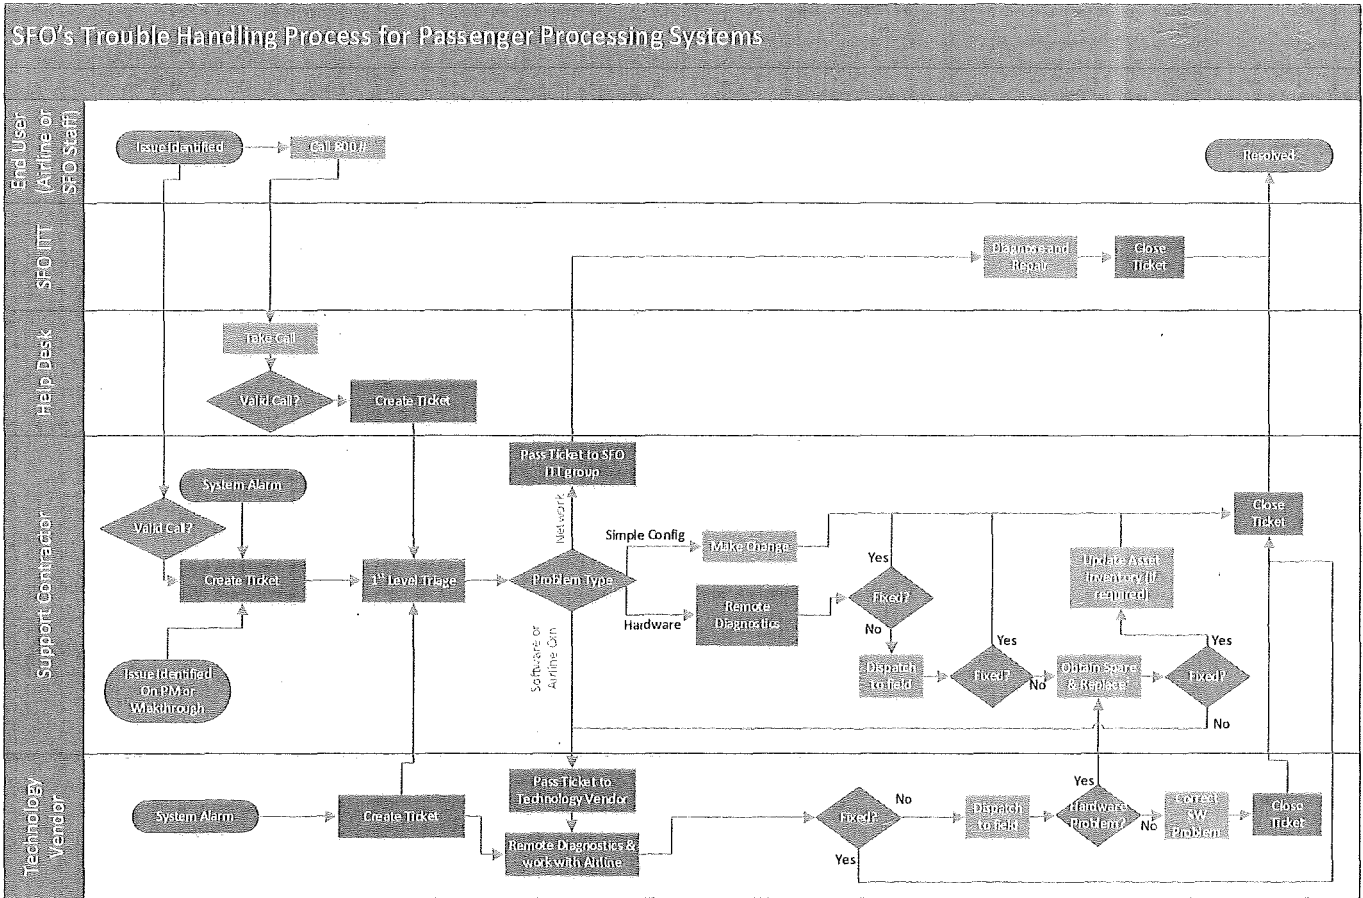 SFO's Trouble Handling Process for Passenger Processing Systems
End User
(Airline or
SFO Staff)
Issue Identified
Call 800 #
Resolved
SFO ITT
Diagnose and
Repair
Close
Ticket
Help Desk
Take Call
Valid Call?
Create Ticket
Support Contractor
Pass Ticket to SFO
ITT group
System Alarm
Valid Call?
Create Ticket
1st Level Triage
Problem Type
Network
Simple Config
Make Change
Hardware
Remote
Diagnostics
Software or
Airline Cxn
Yes
Fixed?
No
Dispatch
to field
Yes
Fixed?
No
Update Asset
Inventory (if
required)
Obtain Spare
& Replace
Yes
Fixed?
No
Close
Ticket
Issue Identified
On PM or
Wakthrough
Technology
Vendor
System Alarm
Create Ticket
Pass Ticket to
Technology Vendor
Remote Diagnostics &
work with Airline
Fixed?
No
Yes
Dispatch
to field
Yes
Hardware
Problem?
No
Correct
SW
Problem
Close
Ticket